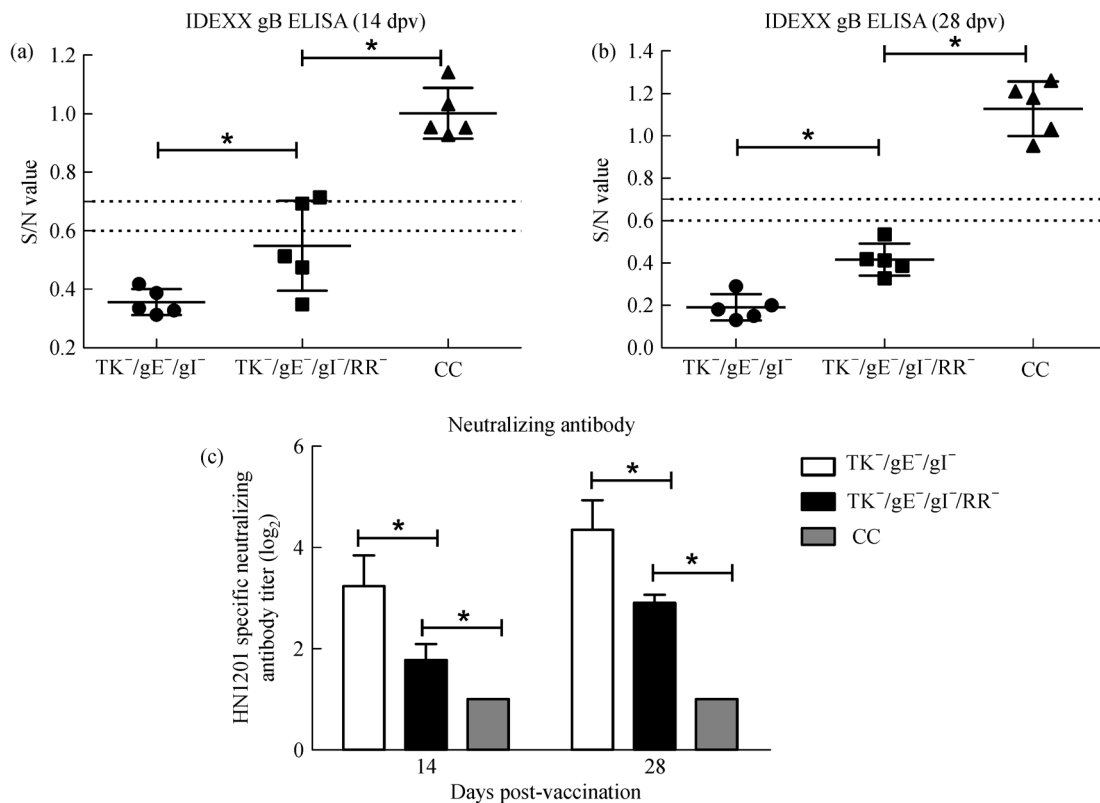 IDEXX gB ELISA (14 dpv)
(a)
1.2
1.0
0.8
0.6
0.4
0.2
S/N value
*
*
TK⁻/gE⁻/gI⁻
TK⁻/gE⁻/gI⁻/RR⁻
CC
IDEXX gB ELISA (28 dpv)
(b)
1.4
1.2
1.0
0.8
0.6
0.4
0.2
0.0
S/N value
*
*
TK⁻/gE⁻/gI⁻
TK⁻/gE⁻/gI⁻/RR⁻
CC
Neutralizing antibody
(c)
6
4
2
0
HN1201 specific neutralizing
antibody titer (log₂)
*
*
*
*
14
28
Days post-vaccination
TK⁻/gE⁻/gI⁻
TK⁻/gE⁻/gI⁻/RR⁻
CC